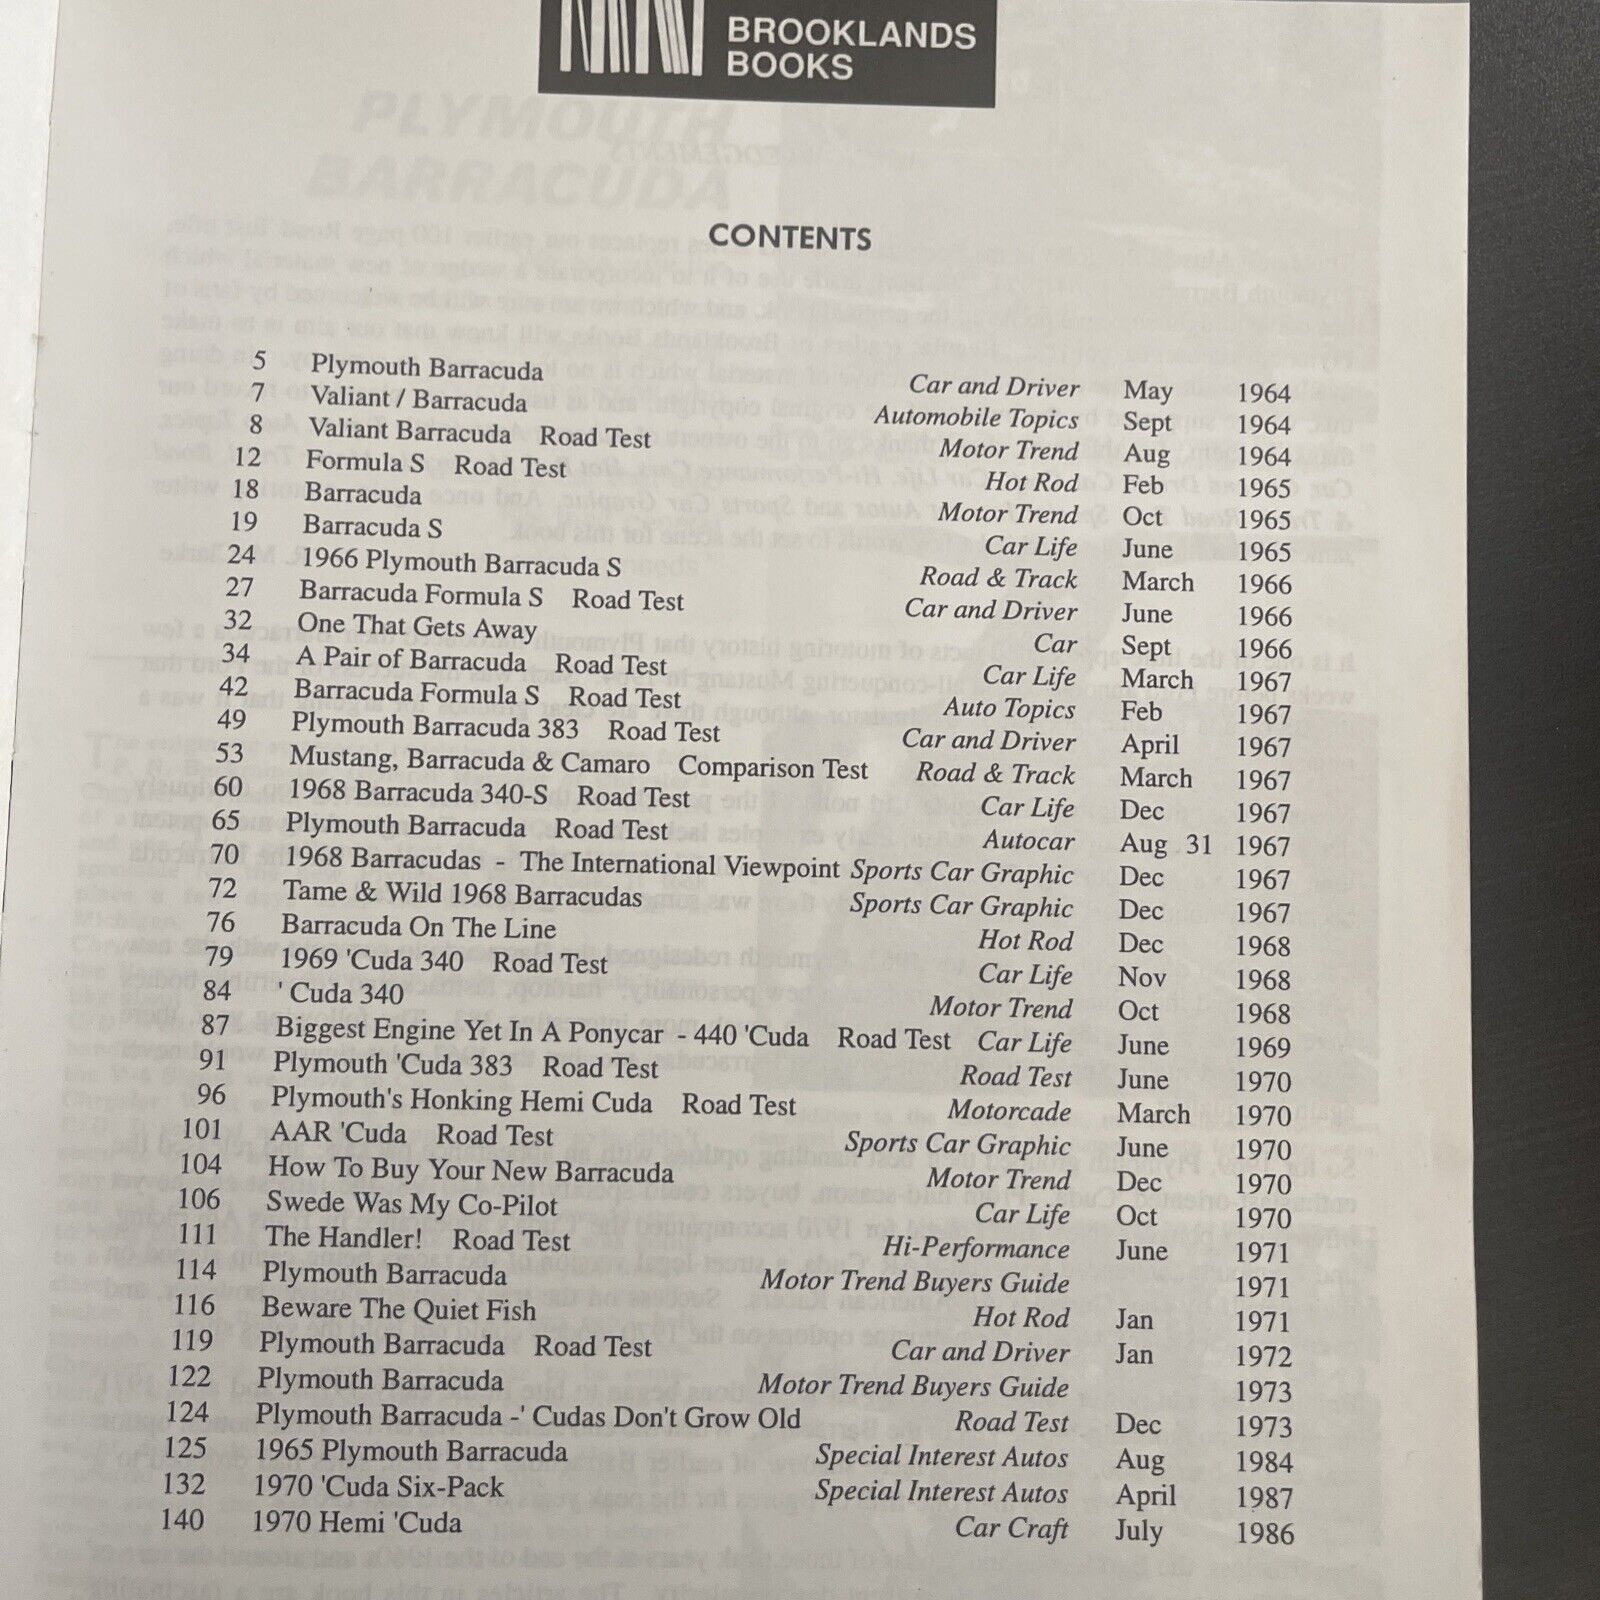 BROOKLANDS
BOOKS
PLYMOUTH
BARRACUDA
CONTENTS
5 Plymouth Barracuda Car and Driver May 1964
7 Valiant / Barracuda Automobile Topics Sept 1964
8 Valiant Barracuda Road Test Motor Trend Aug 1964
12 Formula S Road Test Hot Rod Feb 1965
18 Barracuda Motor Trend Oct 1965
19 Barracuda S Car Life June 1965
24 1966 Plymouth Barracuda S Road & Track March 1966
27 Barracuda Formula S Road Test Car and Driver June 1966
32 One That Gets Away Car Sept 1966
34 A Pair of Barracuda Road Test Car Life March 1967
42 Barracuda Formula S Road Test Auto Topics Feb 1967
49 Plymouth Barracuda 383 Road Test Car and Driver April 1967
53 Mustang, Barracuda & Camaro Comparison Test Road & Track March 1967
60 1968 Barracuda 340-S Road Test Car Life Dec 1967
65 Plymouth Barracuda Road Test Autocar Aug 31 1967
70 1968 Barracudas - The International Viewpoint Sports Car Graphic Dec 1967
72 Tame & Wild 1968 Barracudas Sports Car Graphic Dec 1967
76 Barracuda On The Line Hot Rod Dec 1968
79 1969 'Cuda 340 Road Test Car Life Nov 1968
84 ' Cuda 340 Motor Trend Oct 1968
87 Biggest Engine Yet In A Ponycar - 440 'Cuda Road Test Car Life June 1969
91 Plymouth 'Cuda 383 Road Test Road Test June 1970
96 Plymouth's Honking Hemi Cuda Road Test Motorcade March 1970
101 AAR 'Cuda Road Test Sports Car Graphic June 1970
104 How To Buy Your New Barracuda Motor Trend Dec 1970
106 Swede Was My Co-Pilot Car Life Oct 1970
111 The Handler! Road Test Hi-Performance June 1971
114 Plymouth Barracuda Motor Trend Buyers Guide 1971
116 Beware The Quiet Fish Hot Rod Jan 1971
119 Plymouth Barracuda Road Test Car and Driver Jan 1972
122 Plymouth Barracuda Motor Trend Buyers Guide 1973
124 Plymouth Barracuda -' Cudas Don't Grow Old Road Test Dec 1973
125 1965 Plymouth Barracuda Special Interest Autos Aug 1984
132 1970 'Cuda Six-Pack Special Interest Autos April 1987
140 1970 Hemi 'Cuda Car Craft July 1986